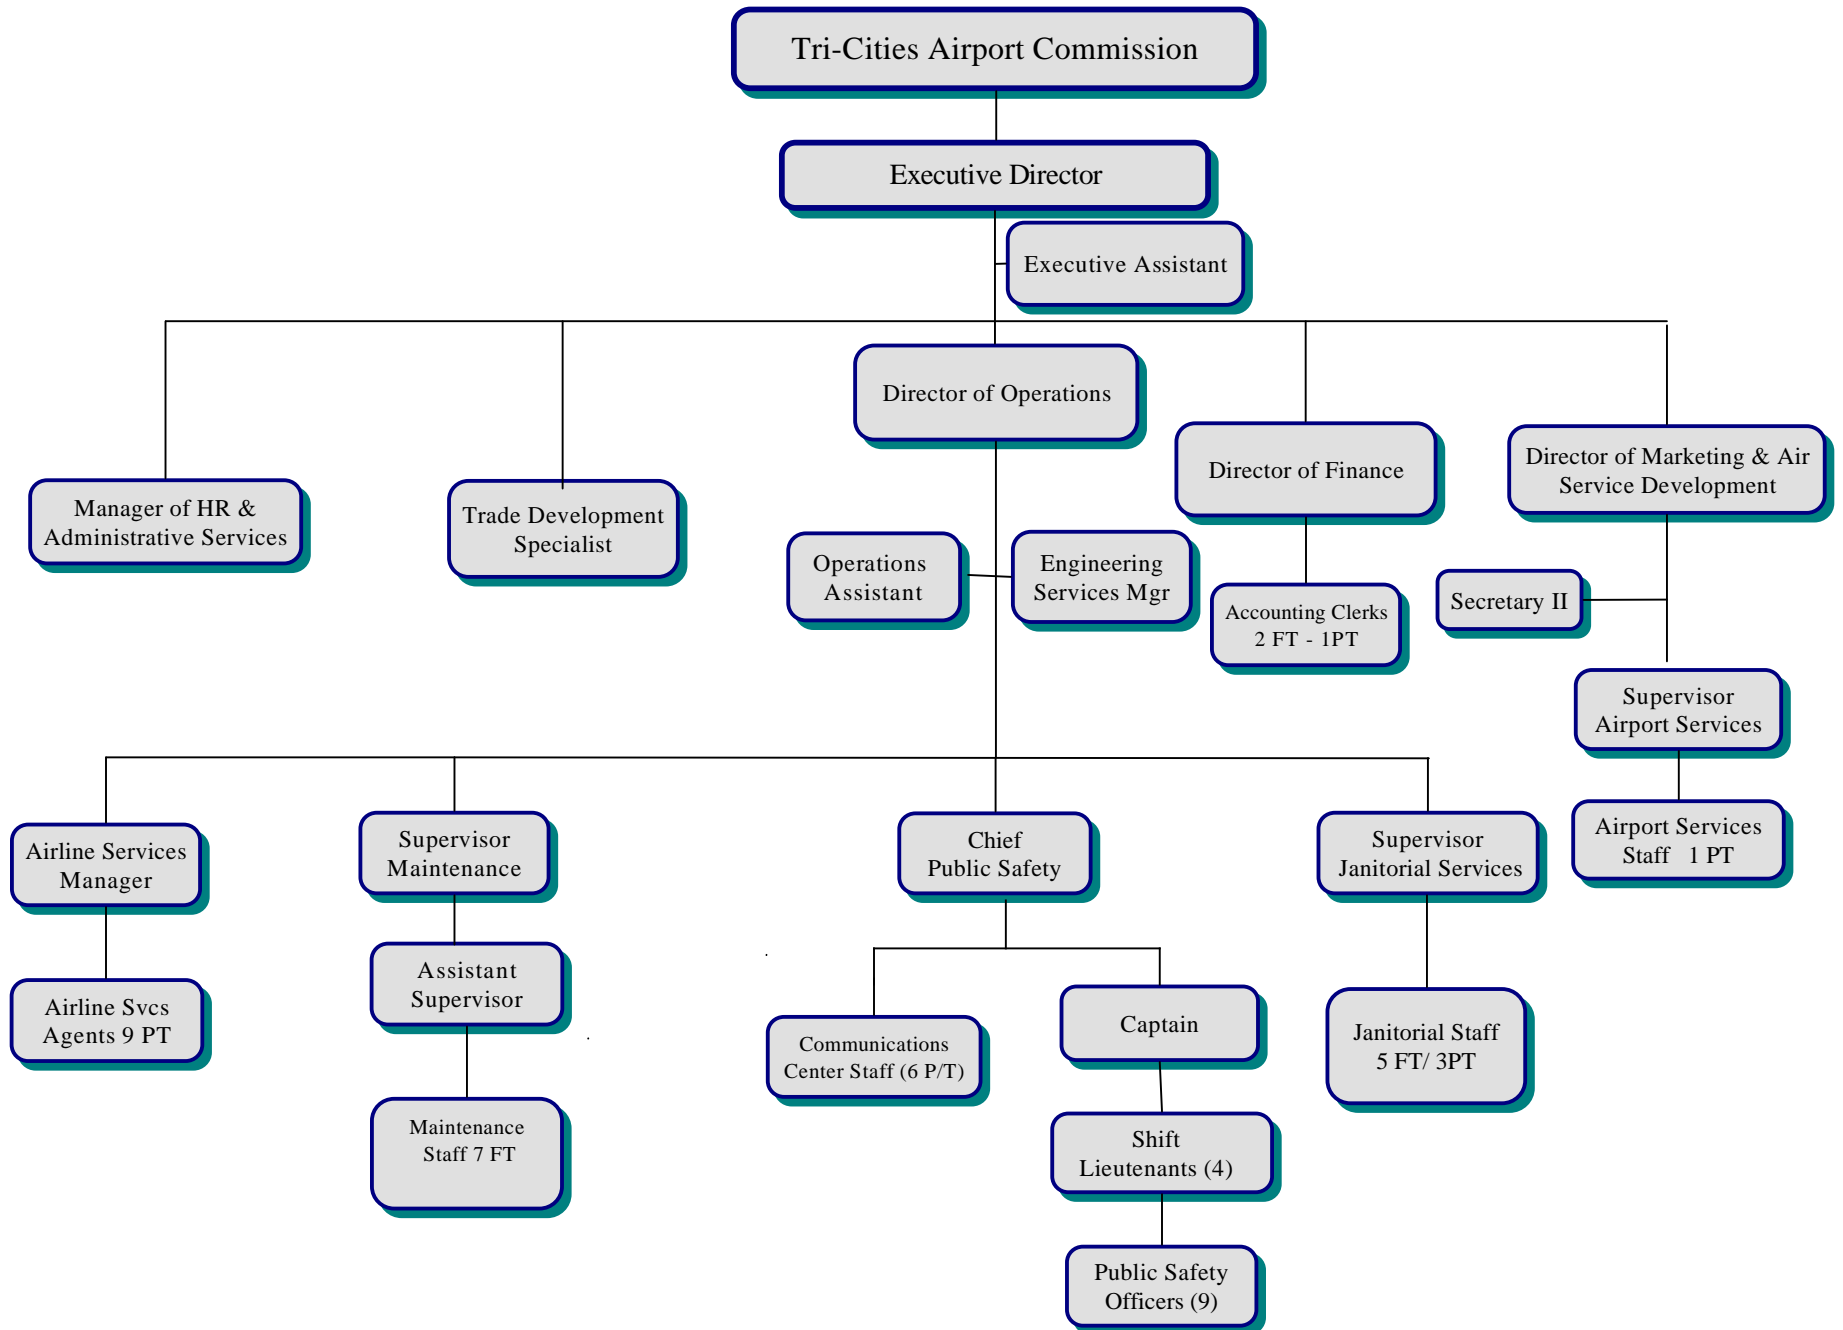 Tri-Cities Airport Commission
Executive Director
Executive Assistant
Director of Operations
Director of Finance
Director of Marketing & Air
Service Development
Manager of HR &
Administrative Services
Trade Development
Specialist
Operations
Assistant
Engineering
Services Mgr
Accounting Clerks
2 FT - 1PT
Secretary II
Supervisor
Airport Services
Airport Services
Staff 1 PT
Airline Services
Manager
Supervisor
Maintenance
Chief
Public Safety
Supervisor
Janitorial Services
Airline Svcs
Agents 9 PT
Assistant
Supervisor
Communications
Center Staff (6 P/T)
Captain
Janitorial Staff
5 FT/ 3PT
Maintenance
Staff 7 FT
Shift
Lieutenants (4)
Public Safety
Officers (9)